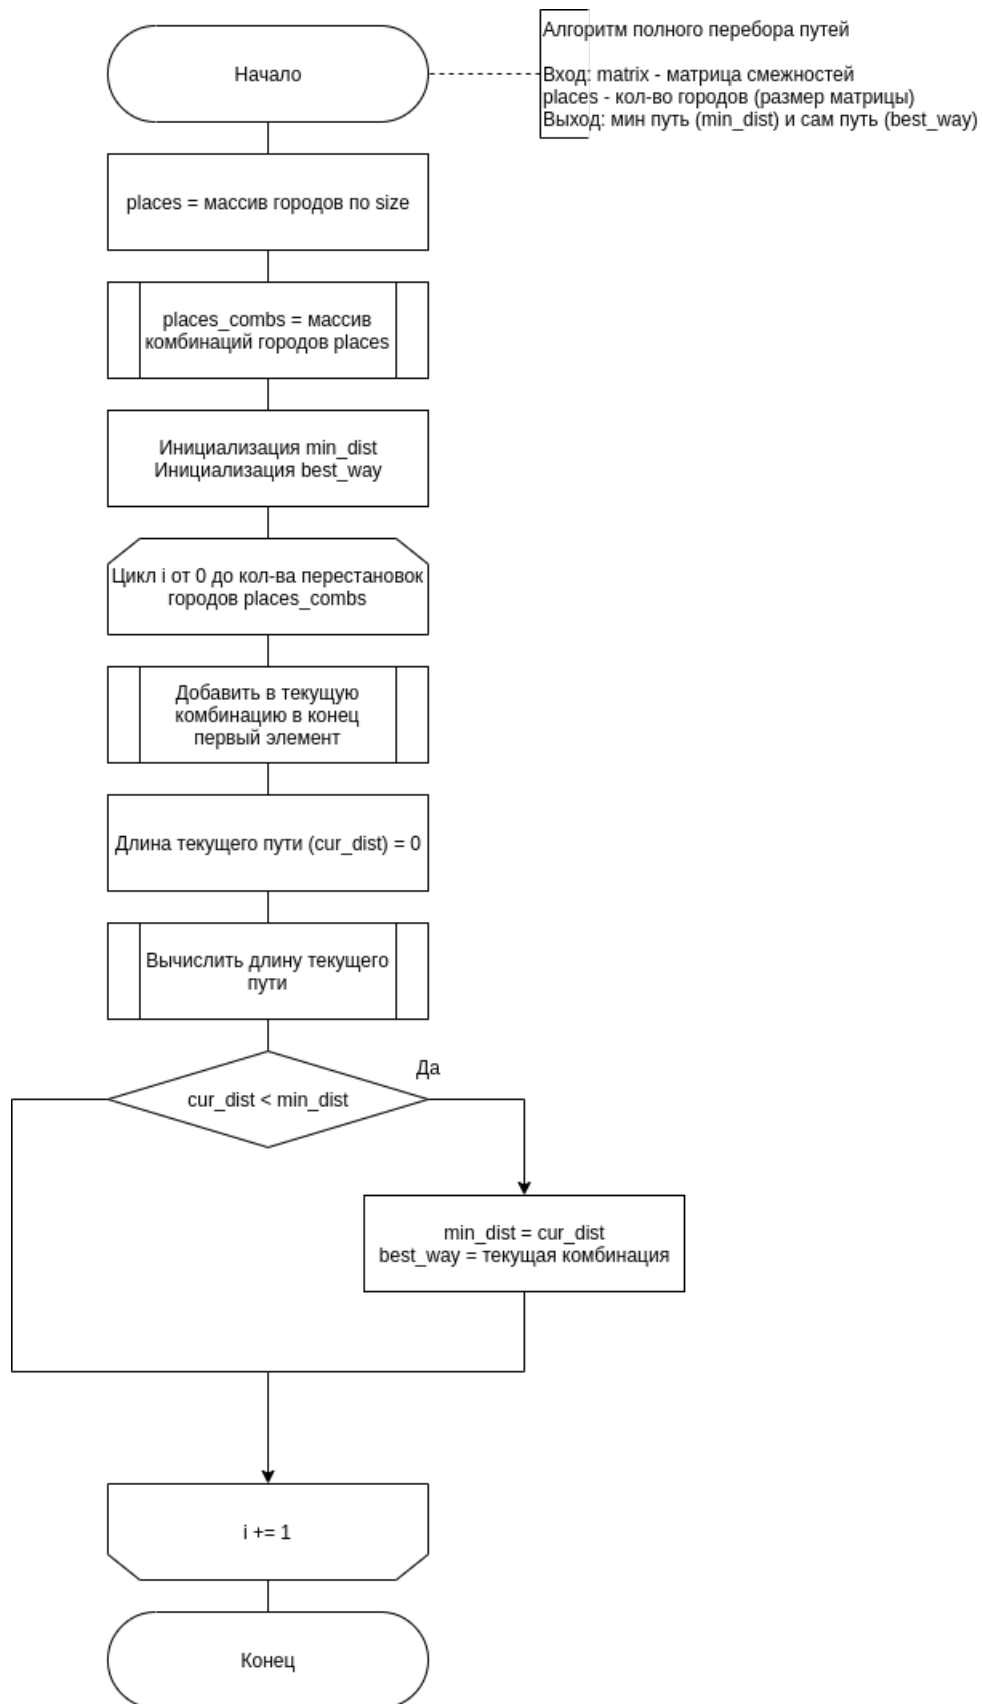 Начало
Алгоритм полного перебора путей
Вход: matrix - матрица смежностей
places - кол-во городов (размер матрицы)
Выход: мин путь (min_dist) и сам путь (best_way)
places = массив городов по size
places_combs = массив
комбинаций городов places
Инициализация min_dist
Инициализация best_way
Цикл i от 0 до кол-ва перестановок
городов places_combs
Добавить в текущую
комбинацию в конец
первый элемент
Длина текущего пути (cur_dist) = 0
Вычислить длину текущего
пути
Да
cur_dist < min_dist
min_dist = cur_dist
best_way = текущая комбинация
i += 1
Конец